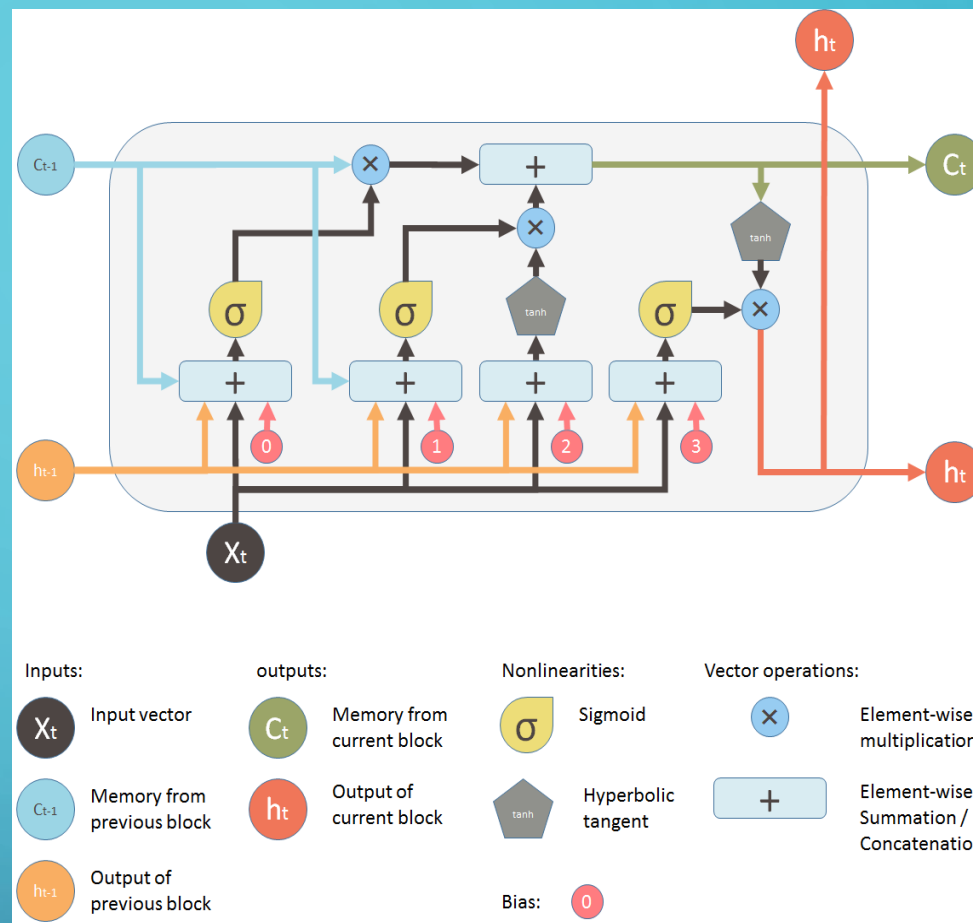 ht
Ct-1
×
+
Ct
tanh
×
σ
σ
tanh
σ
×
+
+
+
+
0
1
2
3
ht-1
ht
Xt
Inputs:
outputs:
Nonlinearities:
Vector operations:
Xt
Input vector
Ct
Memory from
current block
σ
Sigmoid
×
Element-wise
multiplication
Ct-1
Memory from
previous block
ht
Output of
current block
tanh
Hyperbolic
tangent
+
Element-wise
Summation /
Concatenatio
ht-1
Output of
previous block
Bias:
0